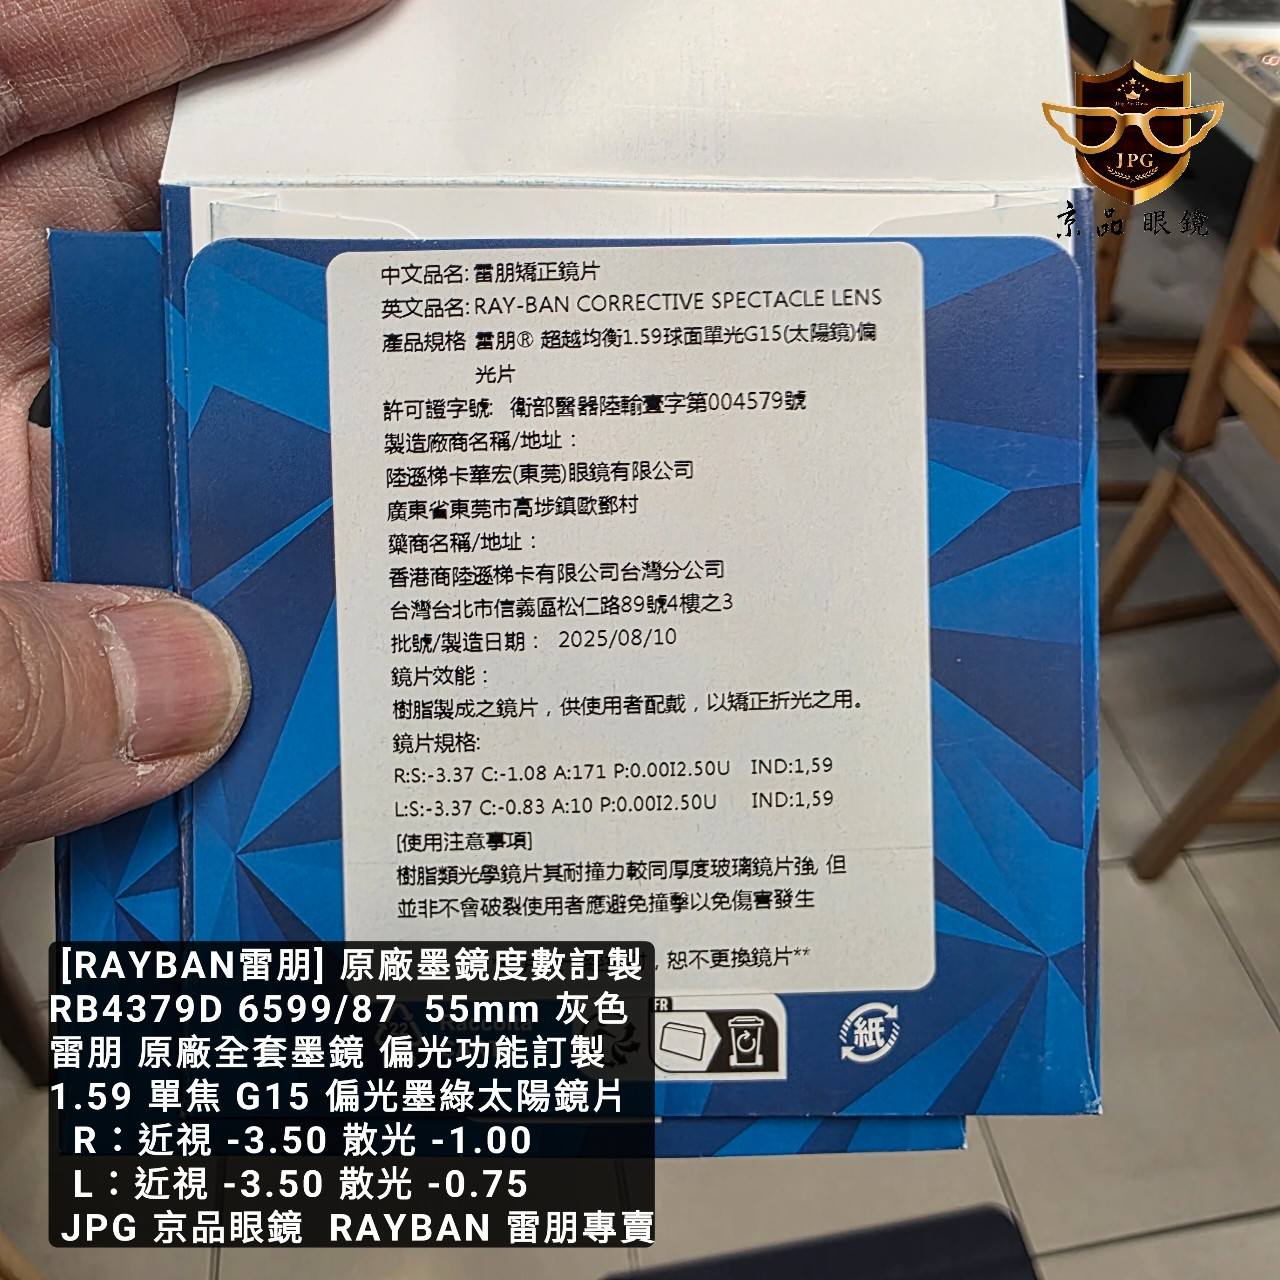 JPG
京品眼鏡
中文品名: 雷朋矯正鏡片
英文品名: RAY-BAN CORRECTIVE SPECTACLE LENS
產品規格 雷朋® 超越均衡1.59球面單光G15(太陽鏡)偏
光片
許可證字號: 衛部醫器陸輸壹字第004579號
製造廠商名稱/地址：
陸遜梯卡華宏(東莞)眼鏡有限公司
廣東省東莞市高埗鎮歐鄧村
藥商名稱/地址：
香港商陸遜梯卡有限公司台灣分公司
台灣台北市信義區松仁路89號4樓之3
批號/製造日期： 2025/08/10
鏡片效能：
樹脂製成之鏡片，供使用者配戴，以矯正折光之用。
鏡片規格:
R:S:-3.37 C:-1.08 A:171 P:0.00I2.50U IND:1,59
L:S:-3.37 C:-0.83 A:10 P:0.00I2.50U IND:1,59
[使用注意事項]
樹脂類光學鏡片其耐撞力較同厚度玻璃鏡片強, 但
並非不會破裂使用者應避免撞擊以免傷害發生
，恕不更換鏡片**
FR
22
Raccolta
紙
[RAYBAN雷朋] 原廠墨鏡度數訂製
RB4379D 6599/87 55mm 灰色
雷朋 原廠全套墨鏡 偏光功能訂製
1.59 單焦 G15 偏光墨綠太陽鏡片
R：近視 -3.50 散光 -1.00
L：近視 -3.50 散光 -0.75
JPG 京品眼鏡 RAYBAN 雷朋專賣